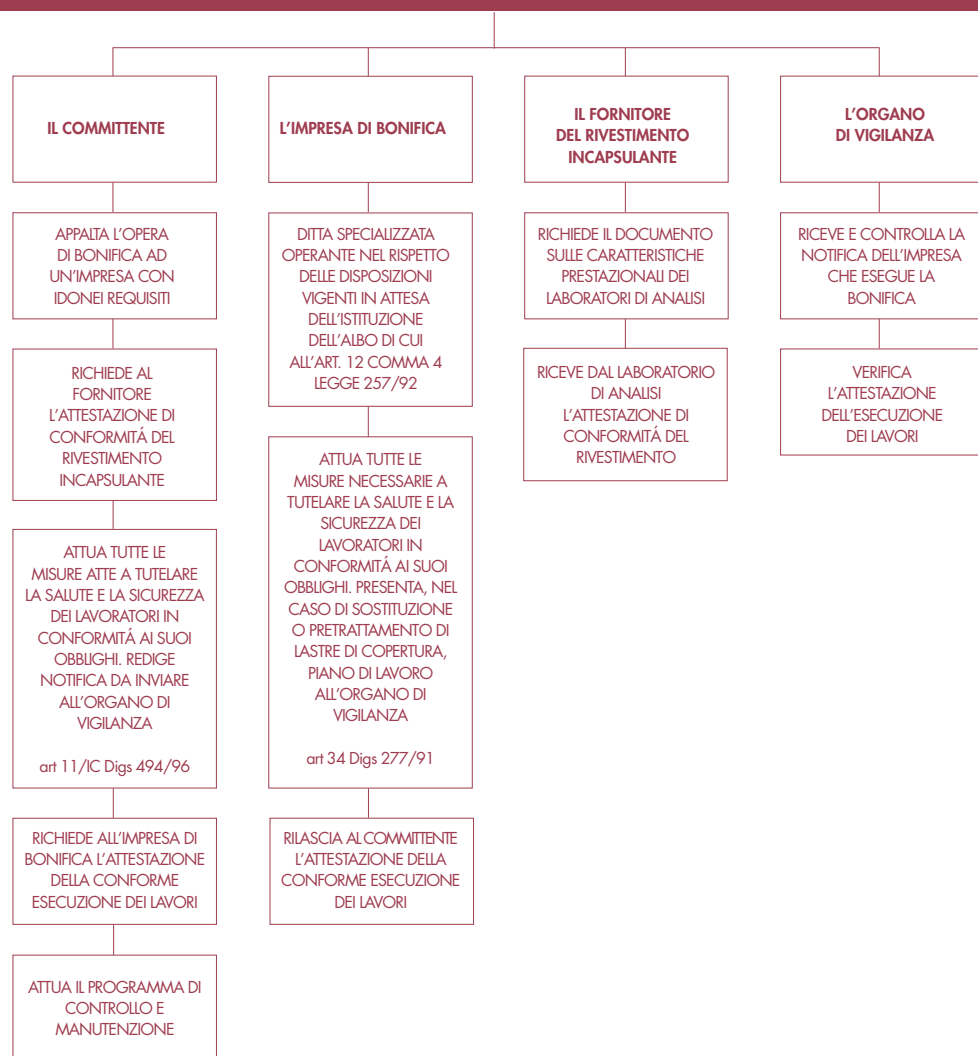 IL COMMITTENTE
APPALTA L'OPERA
DI BONIFICA AD
UN'IMPRESA CON
IDONEI REQUISITI
RICHIEDE AL
FORNITORE
L'ATTESTAZIONE DI
CONFORMITÁ DEL
RIVESTIMENTO
INCAPSULANTE
ATTUA TUTTE LE
MISURE ATTE A TUTELARE
LA SALUTE E LA SICUREZZA
DEI LAVORATORI IN
CONFORMITÁ AI SUOI
OBBLIGHI. REDIGE
NOTIFICA DA INVIARE
ALL'ORGANO DI
VIGILANZA
art 11/IC Digs 494/96
RICHIEDE ALL'IMPRESA DI
BONIFICA L'ATTESTAZIONE
DELLA CONFORME
ESECUZIONE DEI LAVORI
ATTUA IL PROGRAMMA DI
CONTROLLO E
MANUTENZIONE
L'IMPRESA DI BONIFICA
DITTA SPECIALIZZATA
OPERANTE NEL RISPETTO
DELLE DISPOSIZIONI
VIGENTI IN ATTESA
DELL'ISTITUZIONE
DELL'ALBO DI CUI
ALL'ART. 12 COMMA 4
LEGGE 257/92
ATTUA TUTTE LE
MISURE NECESSARIE A
TUTELARE LA SALUTE E LA
SICUREZZA DEI
LAVORATORI IN
CONFORMITÁ AI SUOI
OBBLIGHI. PRESENTA, NEL
CASO DI SOSTITUZIONE
O PRETRATTAMENTO DI
LASTRE DI COPERTURA,
PIANO DI LAVORO
ALL'ORGANO DI
VIGILANZA
art 34 Digs 277/91
RILASCIA AL COMMITTENTE
L'ATTESTAZIONE DELLA
CONFORME ESECUZIONE
DEI LAVORI
IL FORNITORE
DEL RIVESTIMENTO
INCAPSULANTE
RICHIEDE IL DOCUMENTO
SULLE CARATTERISTICHE
PRESTAZIONALI DEI
LABORATORI DI ANALISI
RICEVE DAL LABORATORIO
DI ANALISI
L'ATTESTAZIONE DI
CONFORMITÁ DEL
RIVESTIMENTO
L'ORGANO
DI VIGILANZA
RICEVE E CONTROLLA LA
NOTIFICA DELL'IMPRESA
CHE ESEGUE LA
BONIFICA
VERIFICA
L'ATTESTAZIONE
DELL'ESECUZIONE
DEI LAVORI